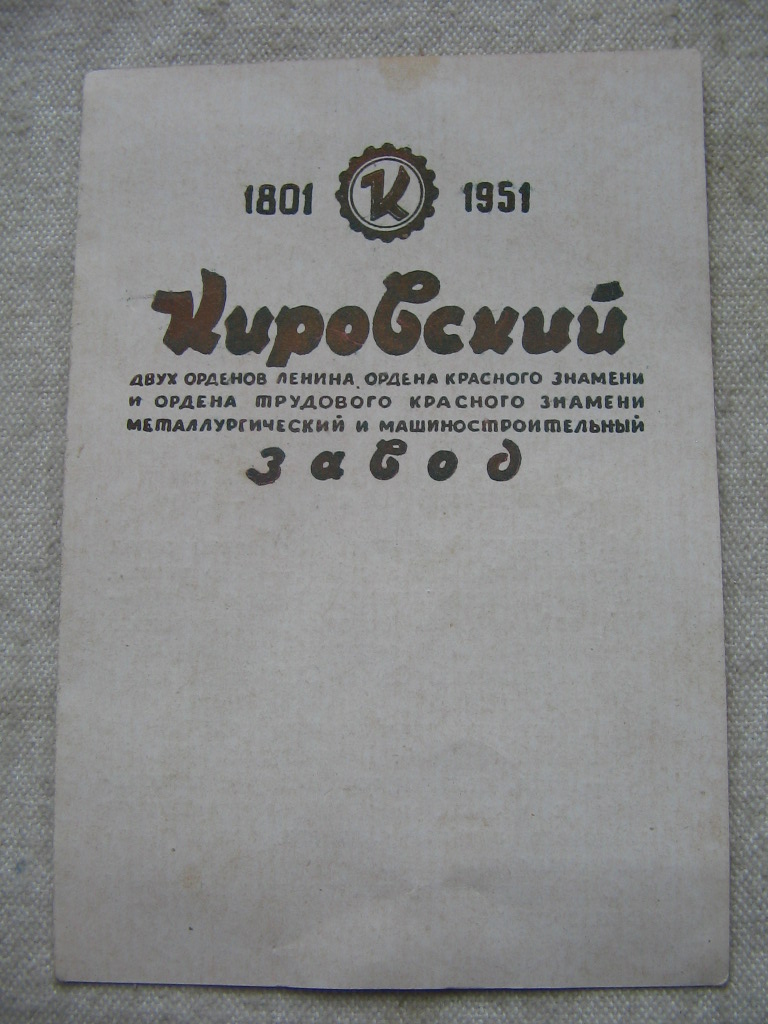 1801 К 1951
Кировский
ДВУХ ОРДЕНОВ ЛЕНИНА, ОРДЕНА КРАСНОГО ЗНАМЕНИ
И ОРДЕНА ТРУДОВОГО КРАСНОГО ЗНАМЕНИ
МЕТАЛЛУРГИЧЕСКИЙ И МАШИНОСТРОИТЕЛЬНЫЙ
завод